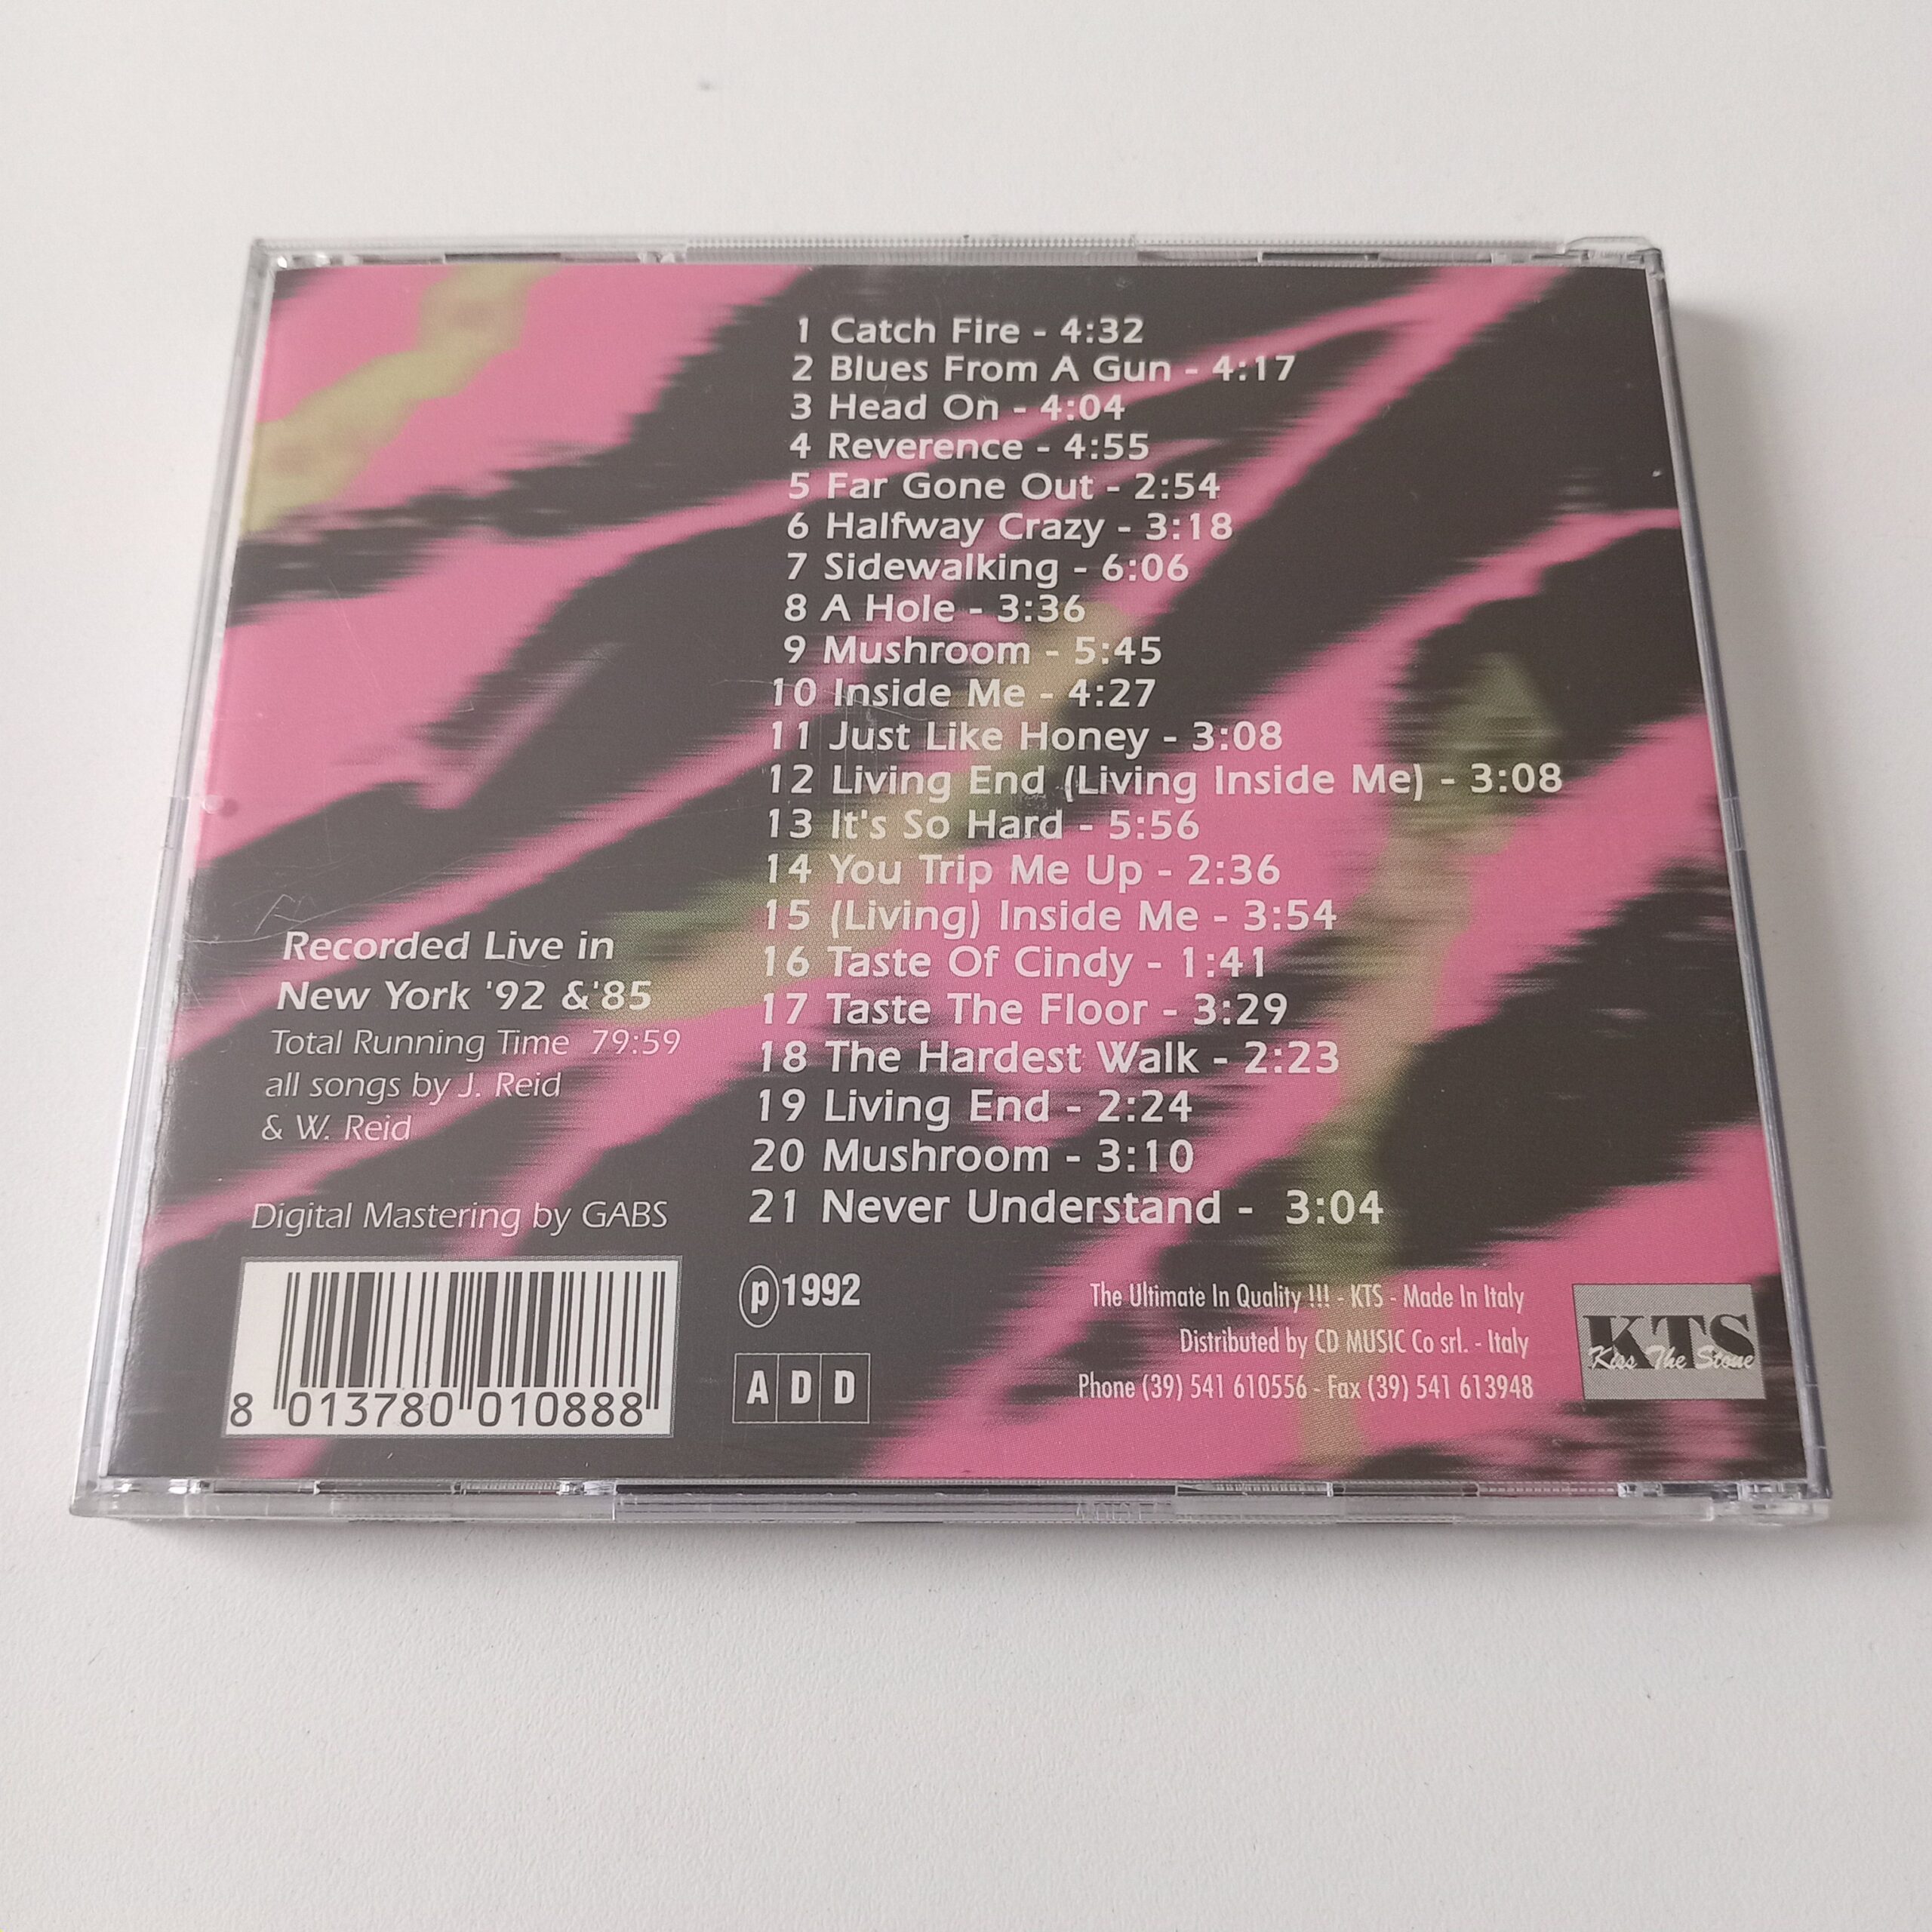 1 Catch Fire - 4:32
2 Blues From A Gun - 4:17
3 Head On - 4:04
4 Reverence - 4:55
5 Far Gone Out - 2:54
6 Halfway Crazy - 3:18
7 Sidewalking - 6:06
8 A Hole - 3:36
9 Mushroom - 5:45
10 Inside Me - 4:27
11 Just Like Honey - 3:08
12 Living End (Living Inside Me) - 3:08
13 It's So Hard - 5:56
14 You Trip Me Up - 2:36
15 (Living) Inside Me - 3:54
16 Taste Of Cindy - 1:41
17 Taste The Floor - 3:29
18 The Hardest Walk - 2:23
19 Living End - 2:24
20 Mushroom - 3:10
21 Never Understand - 3:04
Recorded Live in
New York '92 &'85
Total Running Time 79:59
all songs by J. Reid
& W. Reid
Digital Mastering by GABS
8 013780 010888
℗1992
ADD
The Ultimate In Quality !!! - KTS - Made In Italy
Distributed by CD MUSIC Co srl. - Italy
Phone (39) 541 610556 - Fax (39) 541 613948
KTS
Kiss The Stone